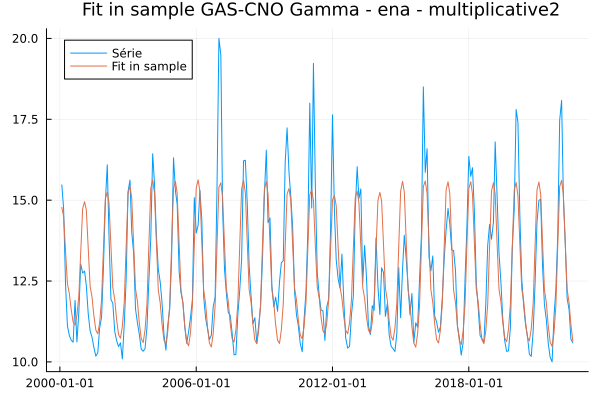 Fit in sample GAS-CNO Gamma - ena - multiplicative2
Série
Fit in sample
20.0
17.5
15.0
12.5
10.0
2000-01-01 2006-01-01 2012-01-01 2018-01-01